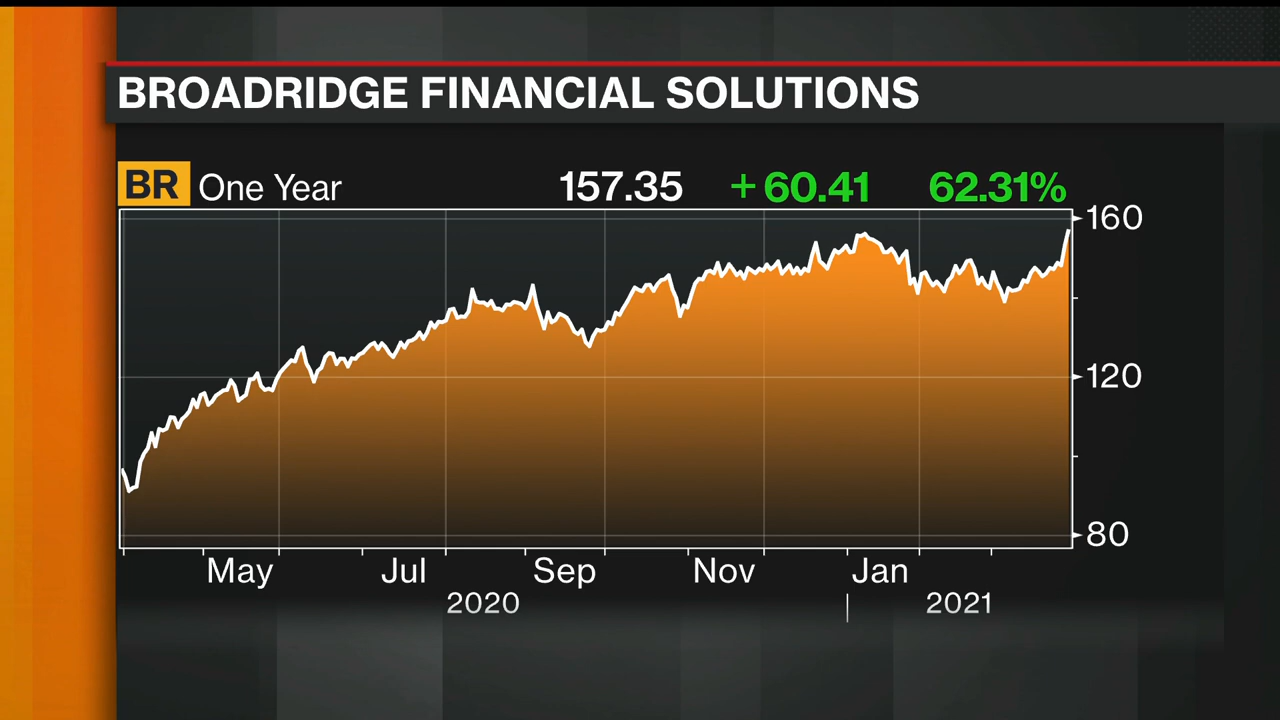 BROADRIDGE FINANCIAL SOLUTIONS
BR One Year 157.35 +60.41 62.31%
160
120
80
May Jul Sep Nov Jan
2020 2021